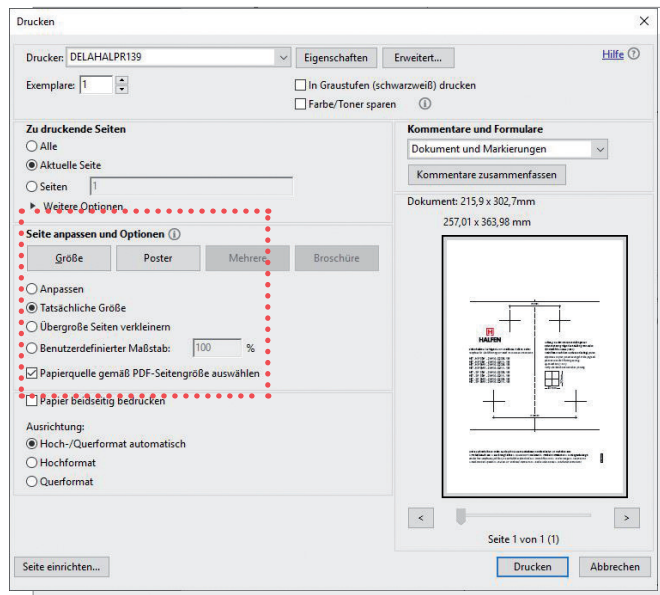 Drucken
Drucker: DELAHALPR139 Eigenschaften Erweitert... Hilfe
Exemplare: 1 In Graustufen (schwarzweiß) drucken
Farbe/Toner sparen
Zu druckende Seiten
Alle
Aktuelle Seite
Seiten 1
Weitere Optionen
Seite anpassen und Optionen
Größe Poster Mehrere Broschüre
Anpassen
Tatsächliche Größe
Übergroße Seiten verkleinern
Benutzerdefinierter Maßstab: 100 %
Papierquelle gemäß PDF-Seitengröße auswählen
Papier beidseitig bedrucken
Ausrichtung:
Hoch-/Querformat automatisch
Hochformat
Querformat
Kommentare und Formulare
Dokument und Markierungen
Kommentare zusammenfassen
Dokument: 215,9 x 302,7mm
257,01 x 363,98 mm
H
HALFEN
< >
Seite 1 von 1 (1)
Seite einrichten... Drucken Abbrechen